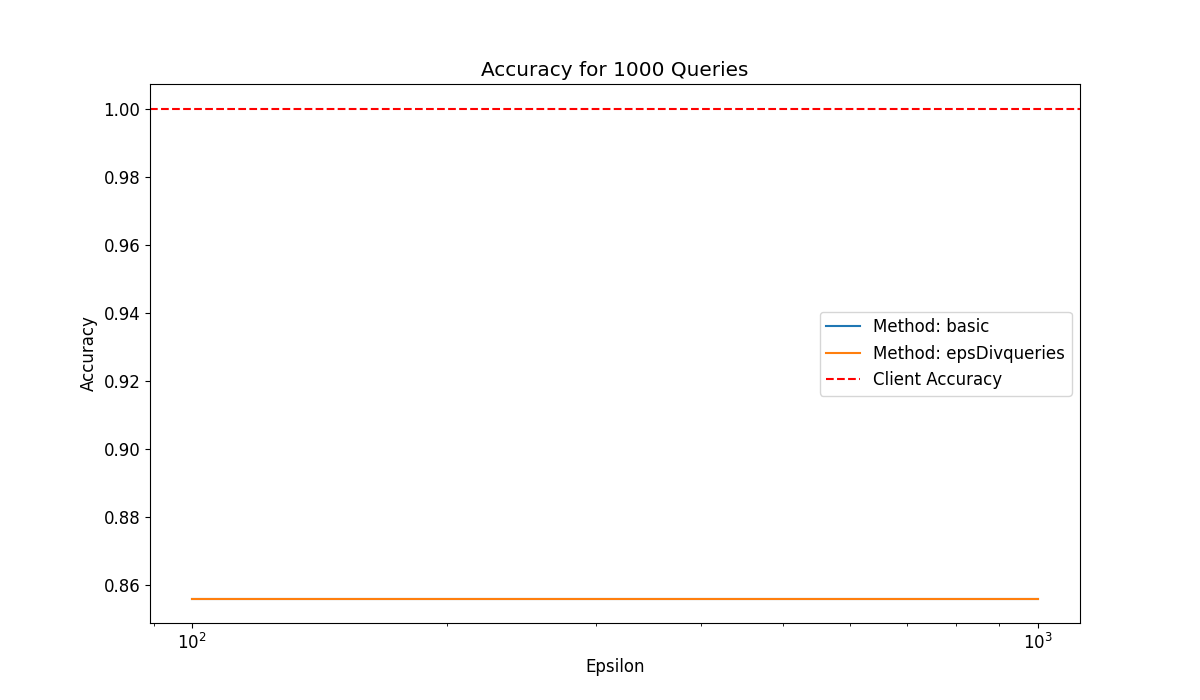 Accuracy for 1000 Queries
1.00
0.98
0.96
0.94
0.92
0.90
0.88
0.86
Accuracy
Method: basic
Method: epsDivqueries
Client Accuracy
10²
10³
Epsilon